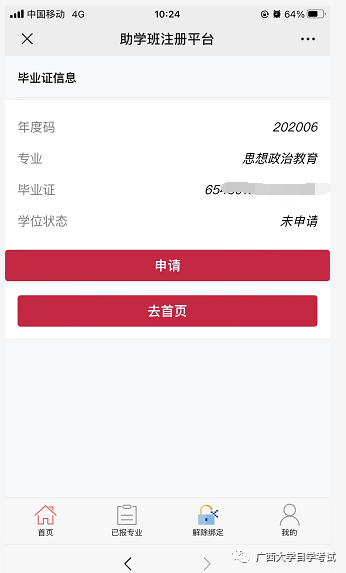 中国移动 4G 10:24 64%
助学班注册平台
毕业证信息
年度码 202006
专业 思想政治教育
毕业证
学位状态 未申请
申请
去首页
首页 已报专业 解除绑定 我的
广西大学自学考试